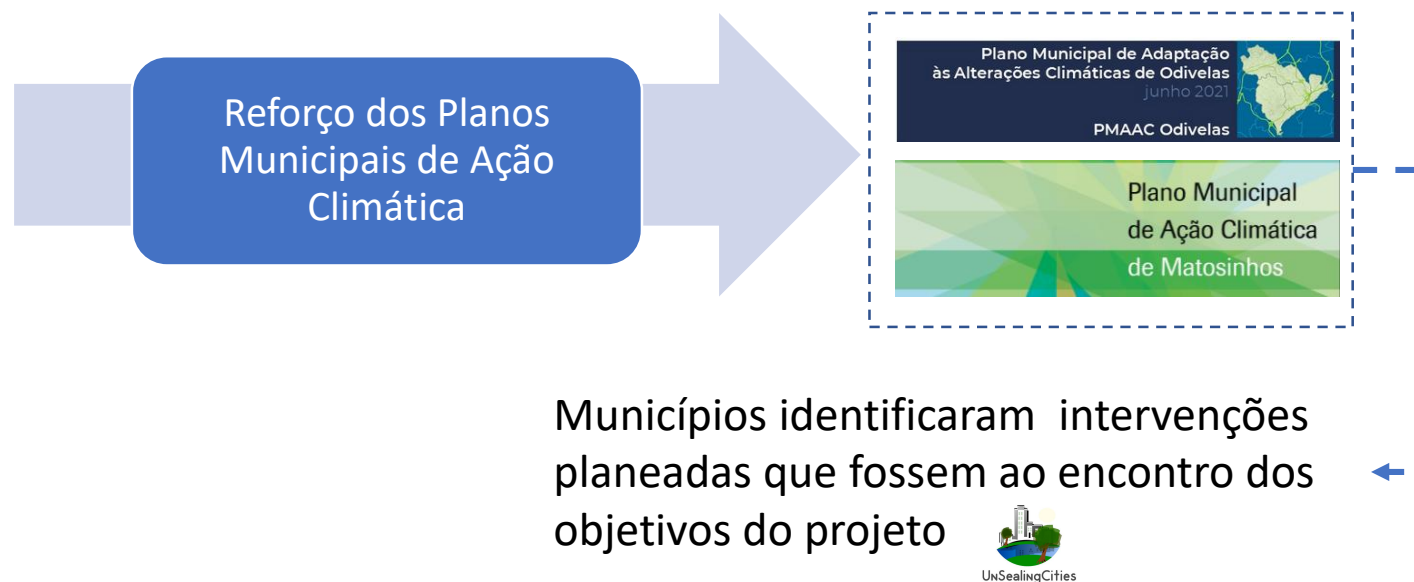 Reforço dos Planos
Municipais de Ação
Climática
Plano Municipal de Adaptação
às Alterações Climáticas de Odivelas
junho 2021
PMAAC Odivelas
Plano Municipal
de Ação Climática
de Matosinhos
Municípios identificaram intervenções
planeadas que fossem ao encontro dos
objetivos do projeto
UnSealingCities